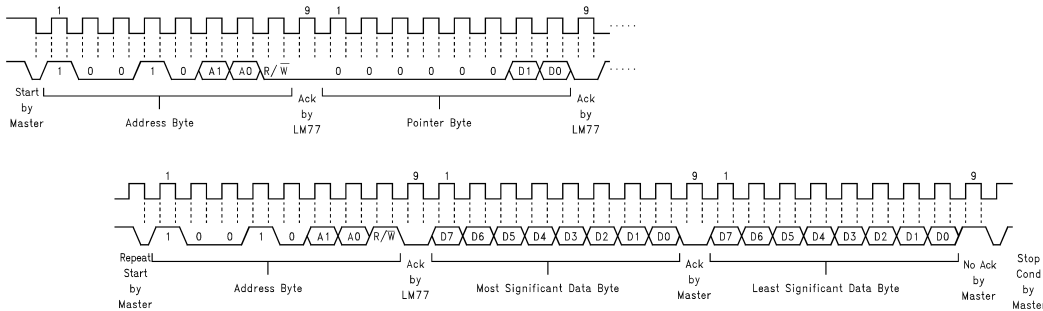 1 9 1 9
1 0 0 1 0 A1 A0 R/W̅ 0 0 0 0 0 0 D1 D0
Start
by
Master
Address Byte
Ack
by
LM77
Pointer Byte
Ack
by
LM77
1 9 1 9 1 9
1 0 0 1 0 A1 A0 R/W̅ D7 D6 D5 D4 D3 D2 D1 D0 D7 D6 D5 D4 D3 D2 D1 D0
Repeat
Start
by
Master
Address Byte
Ack
by
LM77
Most Significant Data Byte
Ack
by
Master
Least Significant Data Byte
No Ack
by
Master
Stop
Cond
by
Master